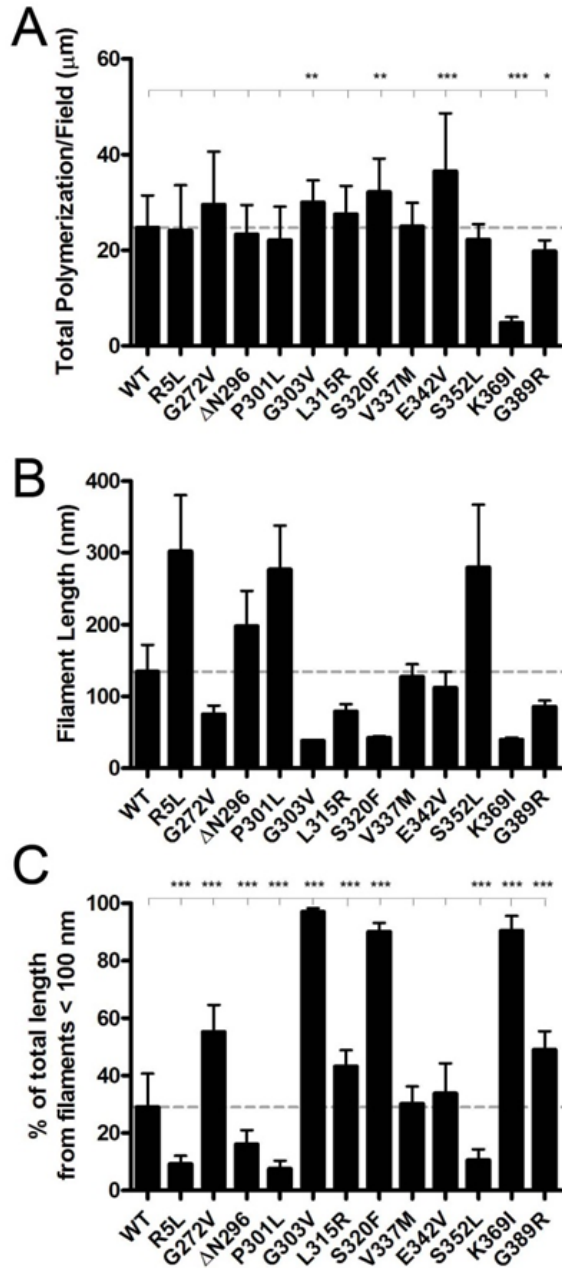 A
Total Polymerization/Field (μm)
60
40
20
0
** ** *** *** *
WT R5L G272V ΔN296 P301L G303V L315R S320F V337M E342V S352L K369I G389R
B
Filament Length (nm)
400
300
200
100
0
WT R5L G272V ΔN296 P301L G303V L315R S320F V337M E342V S352L K369I G389R
C
% of total length
from filaments < 100 nm
100
80
60
40
20
0
*** *** *** *** *** *** *** *** *** ***
WT R5L G272V ΔN296 P301L G303V L315R S320F V337M E342V S352L K369I G389R